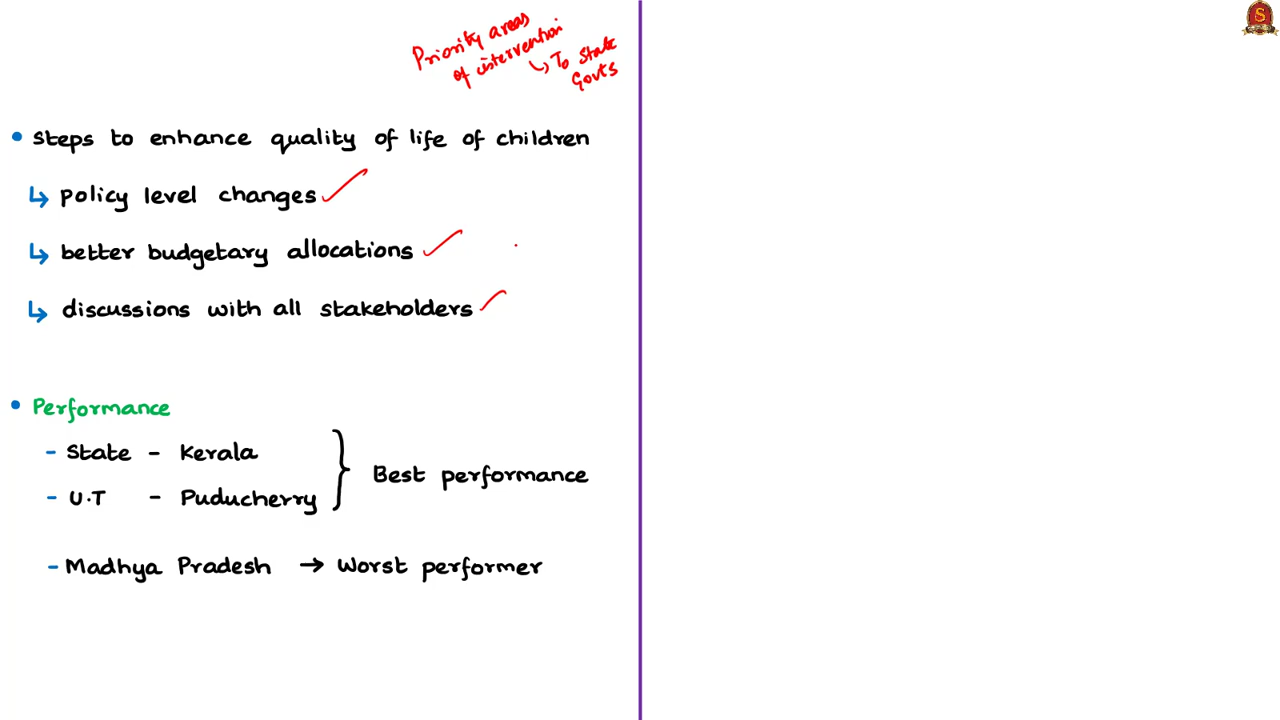 Priority areas
of intervention
↳ To State
Govts
• Steps to enhance quality of life of children
↳ policy level changes ✓
↳ better budgetary allocations ✓
↳ discussions with all stakeholders ✓
• Performance
- State - Kerala
- U.T - Puducherry
} Best performance
- Madhya Pradesh → Worst performer
S